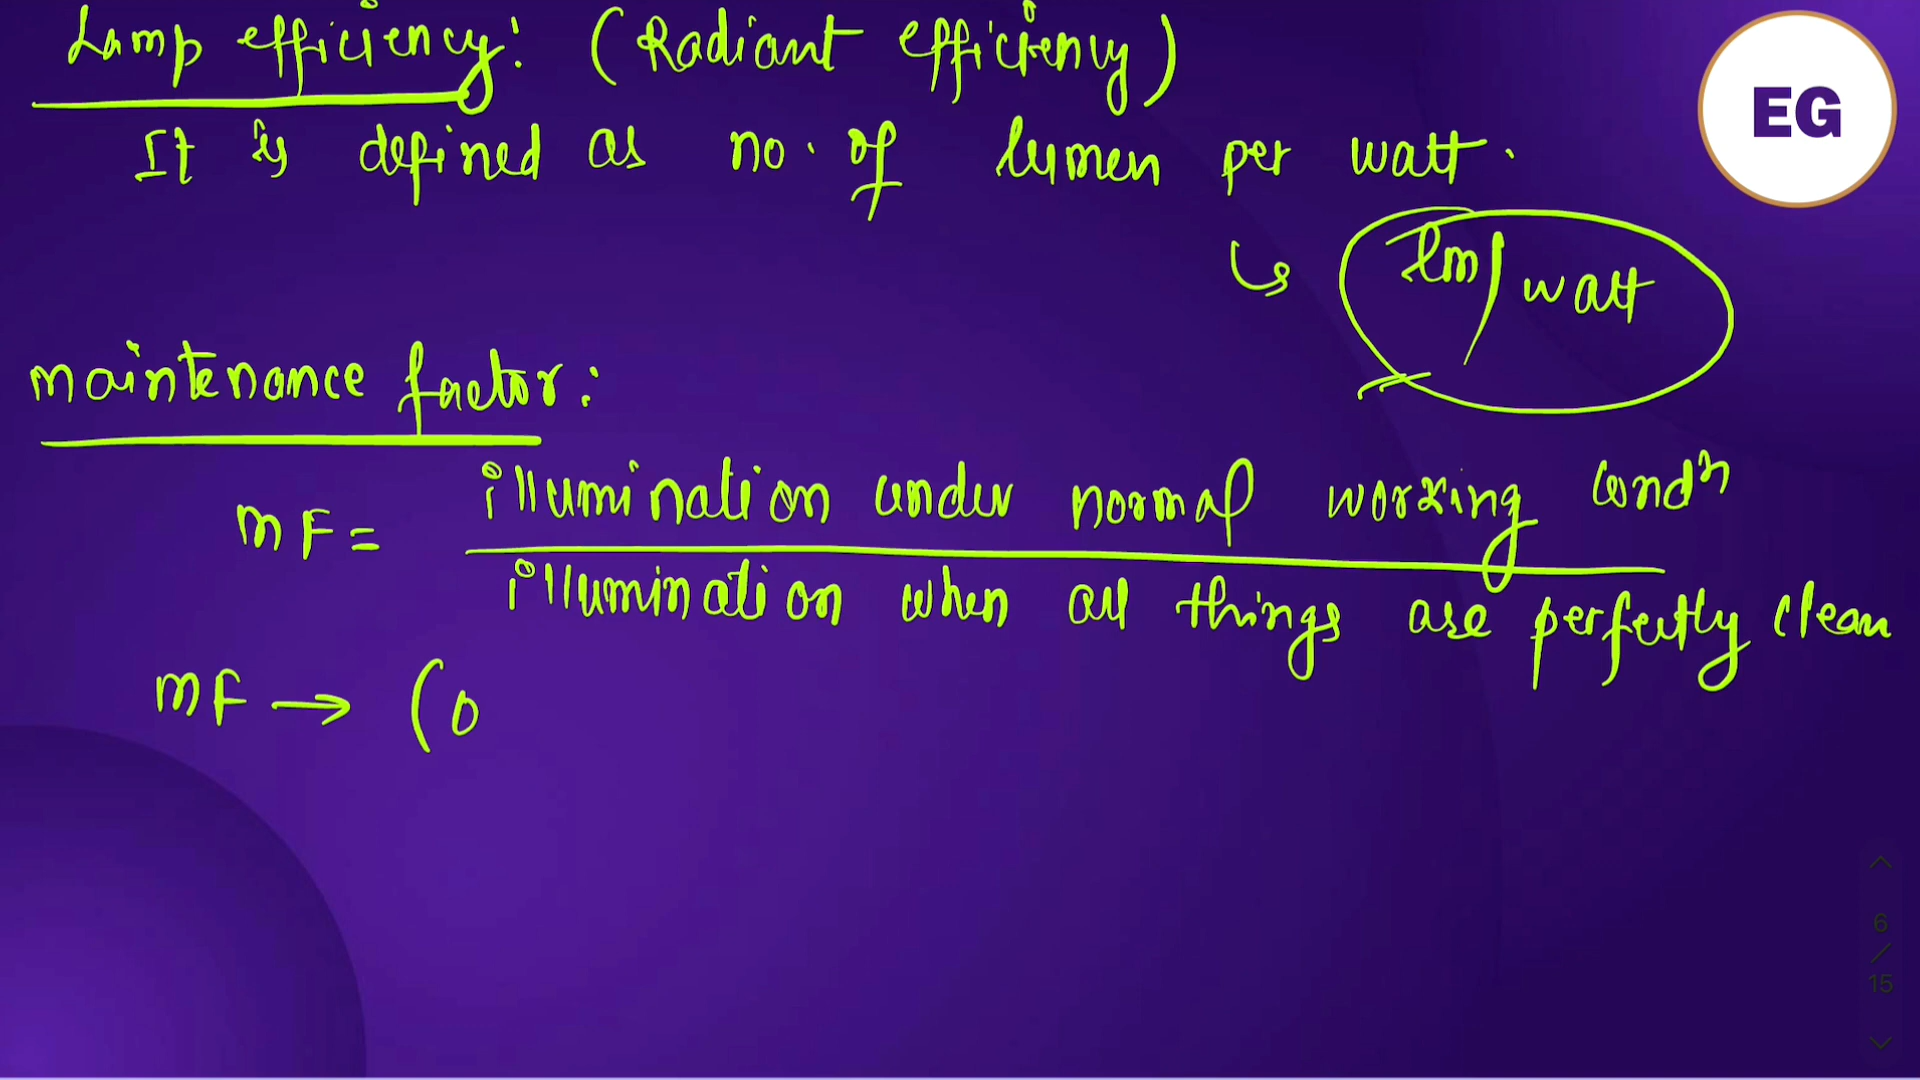 Lamp efficiency: (Radiant efficiency)
EG
It is defined as no. of lumen per watt.
↳ lm/watt
maintenance factor:
mF = illumination under normal working condn
illumination when all things are perfectly clean
mF → (0
6
/
15